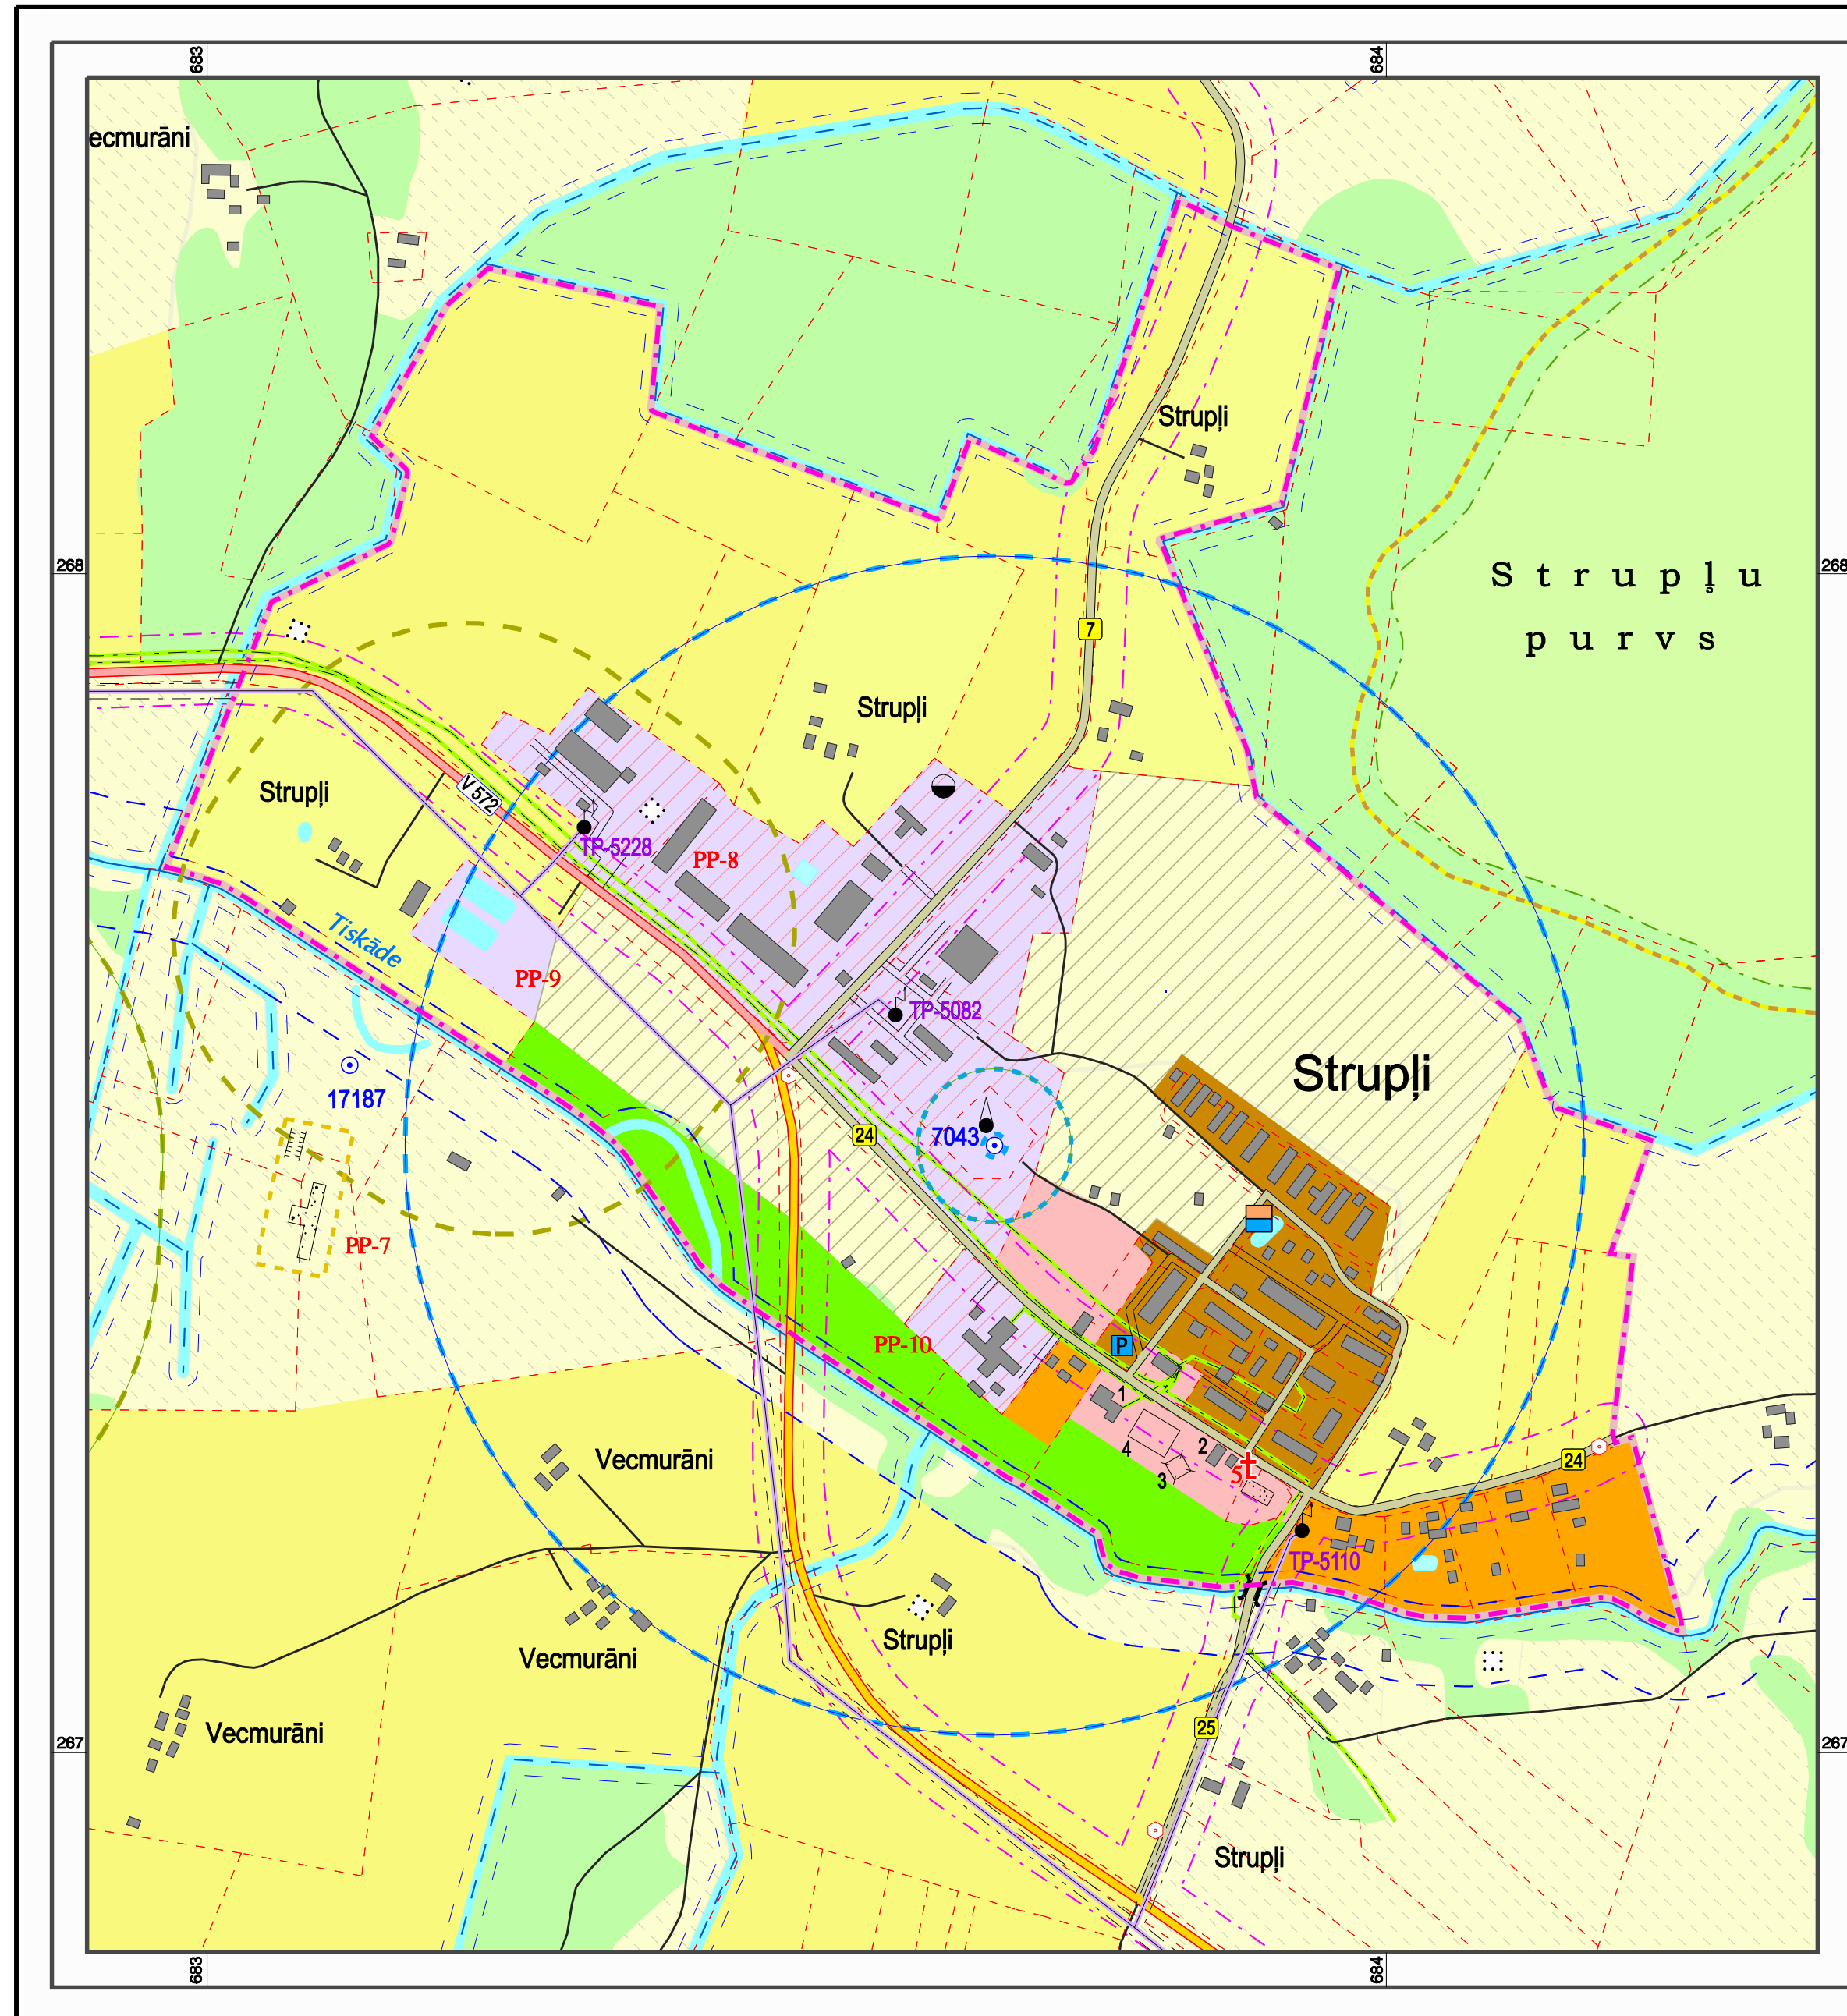 683
684
ecmurāni
Strupļi
268
268
Strupļu
purvs
7
Strupļi
Strupļi
V 572
TP-5228
PP-8
Tiskāde
PP-9
TP-5082
17187
Strupļi
24
7043
PP-7
PP-10
P
1
2
4
3
5
24
Vecmurāni
TP-5110
Strupļi
Vecmurāni
Vecmurāni
25
267
267
Strupļi
683
684